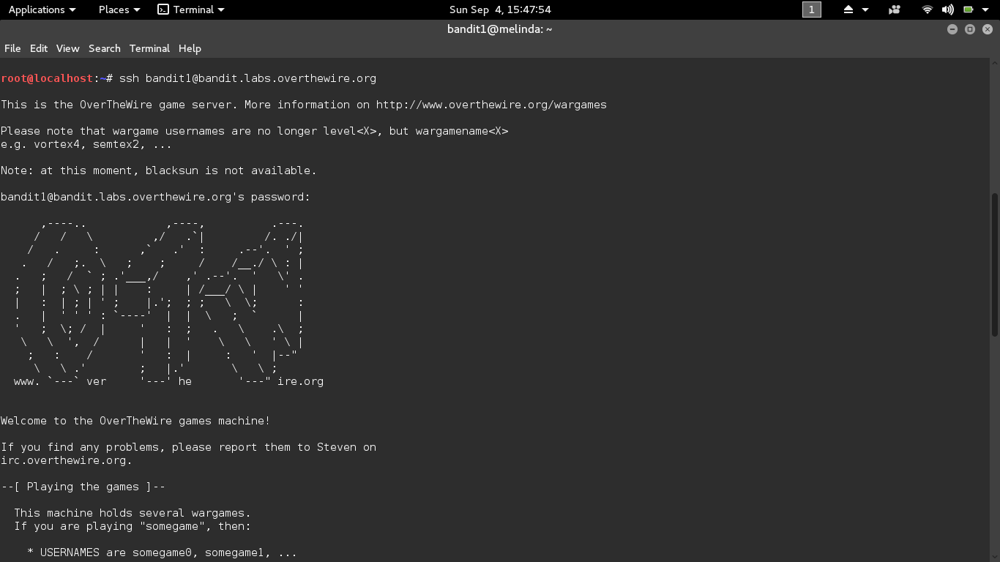 Applications Places Terminal Sun Sep 4, 15:47:54 1
bandit1@melinda: ~
File Edit View Search Terminal Help
root@localhost:~# ssh bandit1@bandit.labs.overthewire.org
This is the OverTheWire game server. More information on http://www.overthewire.org/wargames
Please note that wargame usernames are no longer level<X>, but wargamename<X>
e.g. vortex4, semtex2, ...
Note: at this moment, blacksun is not available.
bandit1@bandit.labs.overthewire.org's password:
www. ver he ire.org
Welcome to the OverTheWire games machine!
If you find any problems, please report them to Steven on
irc.overthewire.org.
--[ Playing the games ]--
This machine holds several wargames.
If you are playing "somegame", then:
* USERNAMES are somegame0, somegame1, ...